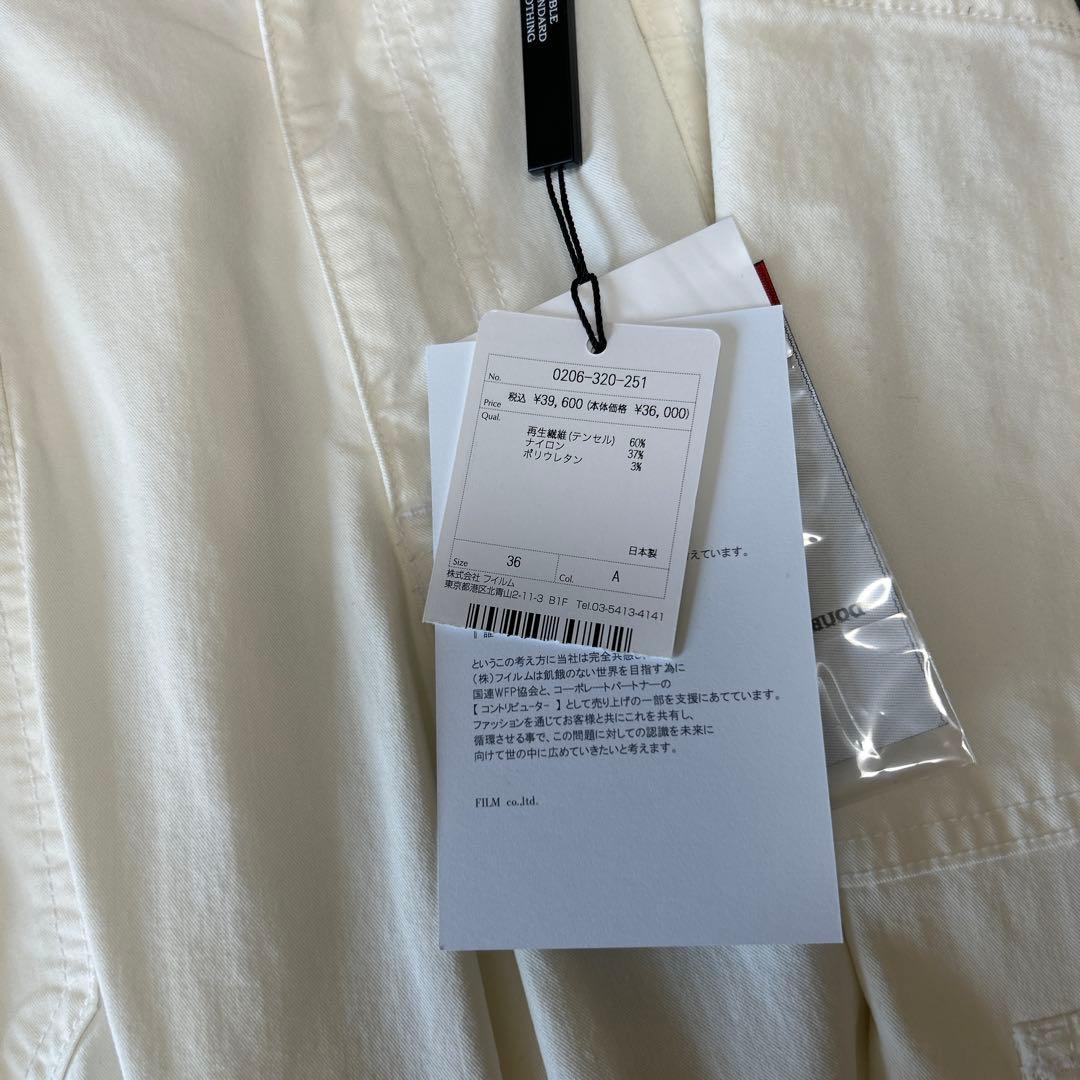 STANDARD
No. 0206-320-251
Price 税込 ¥39,600 (本体価格 ¥36,000)
Qual.
再生繊維(テンセル) 60%
ナイロン 37%
ポリウレタン 3%
日本製
Size 36 Col. A
株式会社 フイルム
東京都港区北青山2-11-3 B1F Tel.03-5413-4141
えています。
というこの考え方に当社は完全共感し
(株)フイルムは飢餓のない世界を目指す為に
国連WFP協会と、コーポレートパートナーの
【 コントリビューター 】として売り上げの一部を支援にあてています。
ファッションを通じてお客様と共にこれを共有し、
循環させる事で、この問題に対しての認識を未来に
向けて世の中に広めていきたいと考えます。
FILM co.,ltd.